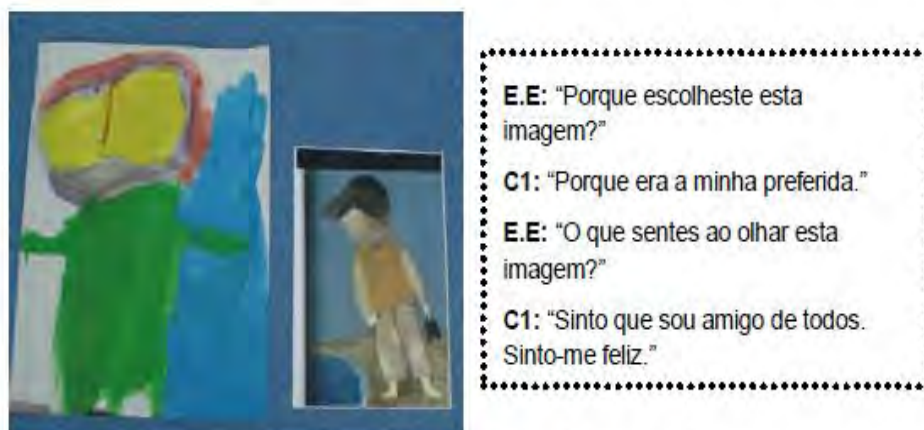 E.E: “Porque escolheste esta
imagem?”
C1: “Porque era a minha preferida.”
E.E: “O que sentes ao olhar esta
imagem?”
C1: “Sinto que sou amigo de todos.
Sinto-me feliz.”